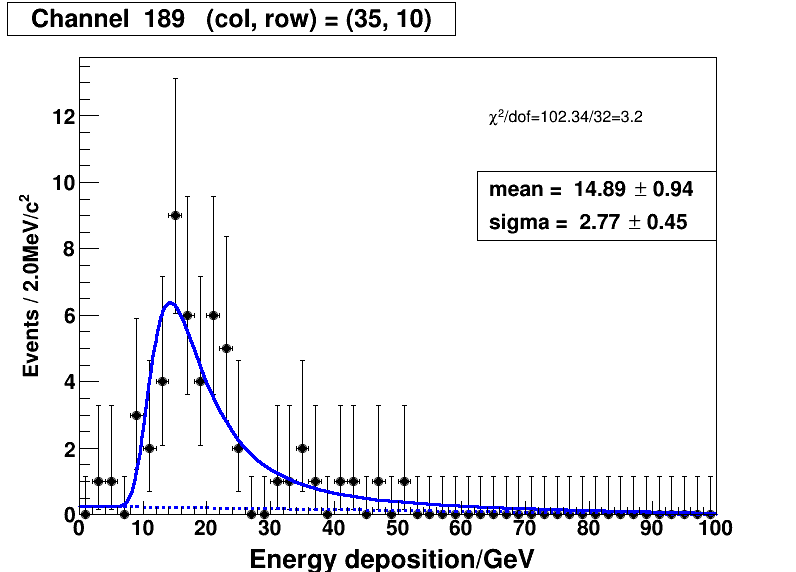 Channel 189 (col, row) = (35, 10)
χ²/dof=102.34/32=3.2
mean = 14.89 ± 0.94
sigma = 2.77 ± 0.45
Events / 2.0MeV/c²
12
10
8
6
4
2
0
0 10 20 30 40 50 60 70 80 90 100
Energy deposition/GeV